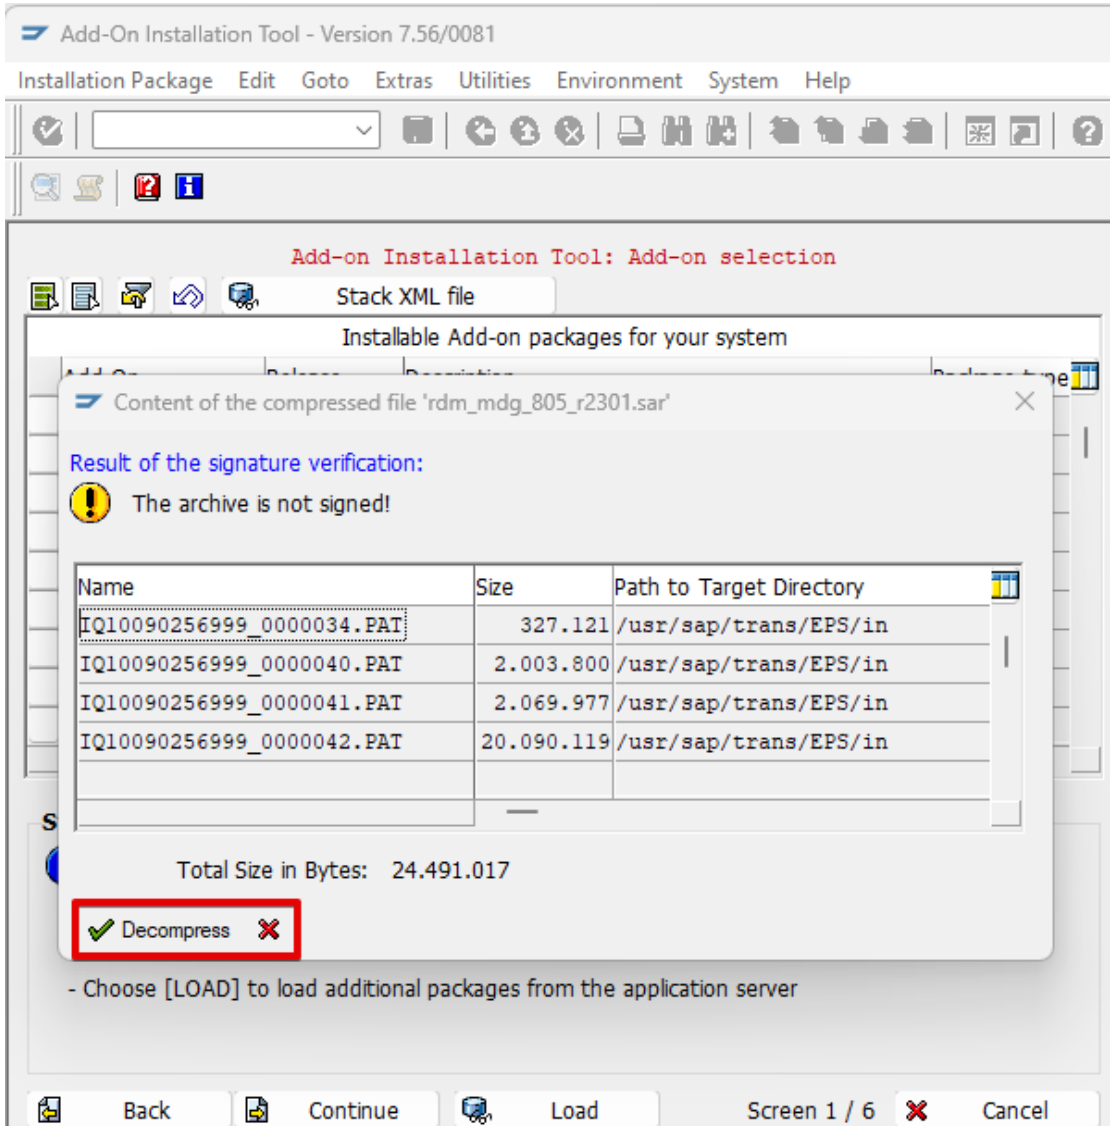 Add-On Installation Tool - Version 7.56/0081
Installation Package Edit Goto Extras Utilities Environment System Help
Add-on Installation Tool: Add-on selection
Stack XML file
Installable Add-on packages for your system
Content of the compressed file 'rdm_mdg_805_r2301.sar'
Result of the signature verification:
The archive is not signed!
Name Size Path to Target Directory
IQ10090256999_0000034.PAT 327.121 /usr/sap/trans/EPS/in
IQ10090256999_0000040.PAT 2.003.800 /usr/sap/trans/EPS/in
IQ10090256999_0000041.PAT 2.069.977 /usr/sap/trans/EPS/in
IQ10090256999_0000042.PAT 20.090.119 /usr/sap/trans/EPS/in
Total Size in Bytes: 24.491.017
Decompress
- Choose [LOAD] to load additional packages from the application server
Back Continue Load Screen 1 / 6 Cancel